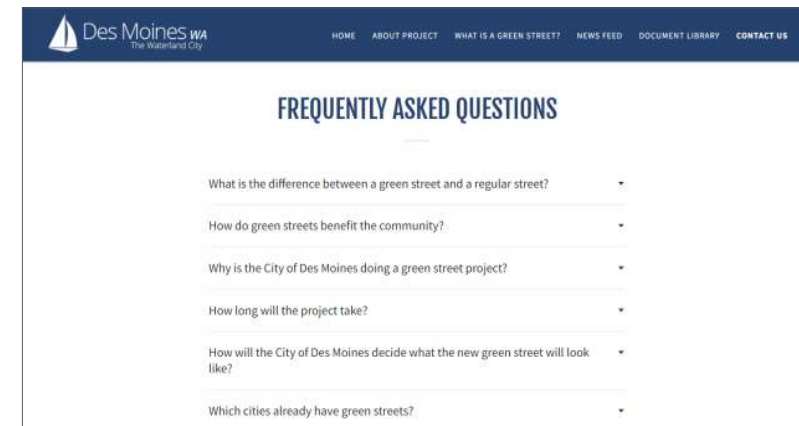 Des Moines WA
The Waterland City
HOME ABOUT PROJECT WHAT IS A GREEN STREET? NEWS FEED DOCUMENT LIBRARY CONTACT US
FREQUENTLY ASKED QUESTIONS
What is the difference between a green street and a regular street?
How do green streets benefit the community?
Why is the City of Des Moines doing a green street project?
How long will the project take?
How will the City of Des Moines decide what the new green street will look
like?
Which cities already have green streets?